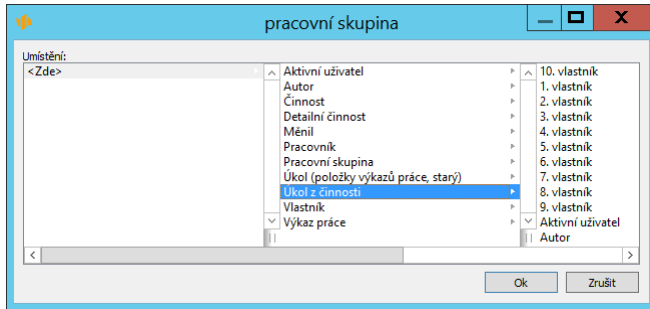 pracovní skupina
X
Umístění:
<Zde>
Aktivní uživatel
Autor
Činnost
Detailní činnost
Měnil
Pracovník
Pracovní skupina
Úkol (položky výkazů práce, starý)
Úkol z činnosti
Vlastník
Výkaz práce
10. vlastník
1. vlastník
2. vlastník
3. vlastník
4. vlastník
5. vlastník
6. vlastník
7. vlastník
8. vlastník
9. vlastník
Aktivní uživatel
Autor
Ok
Zrušit